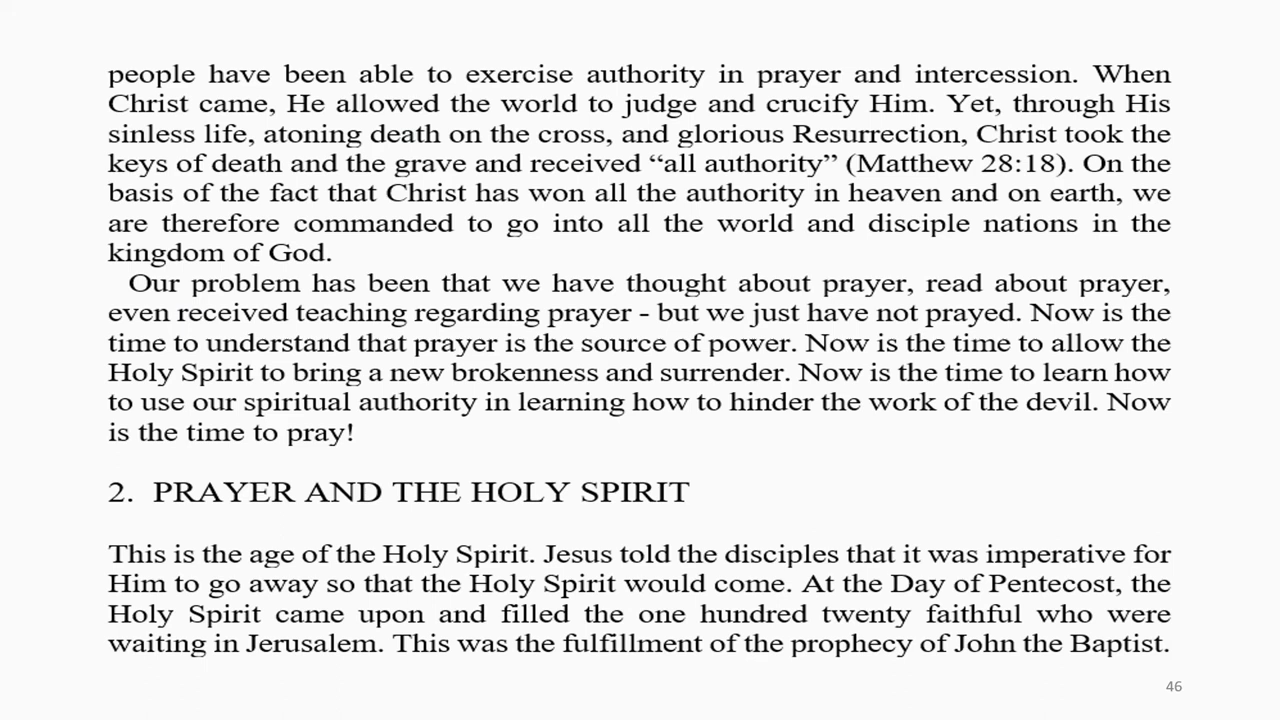 people have been able to exercise authority in prayer and intercession. When
Christ came, He allowed the world to judge and crucify Him. Yet, through His
sinless life, atoning death on the cross, and glorious Resurrection, Christ took the
keys of death and the grave and received “all authority” (Matthew 28:18). On the
basis of the fact that Christ has won all the authority in heaven and on earth, we
are therefore commanded to go into all the world and disciple nations in the
kingdom of God.
Our problem has been that we have thought about prayer, read about prayer,
even received teaching regarding prayer - but we just have not prayed. Now is the
time to understand that prayer is the source of power. Now is the time to allow the
Holy Spirit to bring a new brokenness and surrender. Now is the time to learn how
to use our spiritual authority in learning how to hinder the work of the devil. Now
is the time to pray!
2. PRAYER AND THE HOLY SPIRIT
This is the age of the Holy Spirit. Jesus told the disciples that it was imperative for
Him to go away so that the Holy Spirit would come. At the Day of Pentecost, the
Holy Spirit came upon and filled the one hundred twenty faithful who were
waiting in Jerusalem. This was the fulfillment of the prophecy of John the Baptist.
46